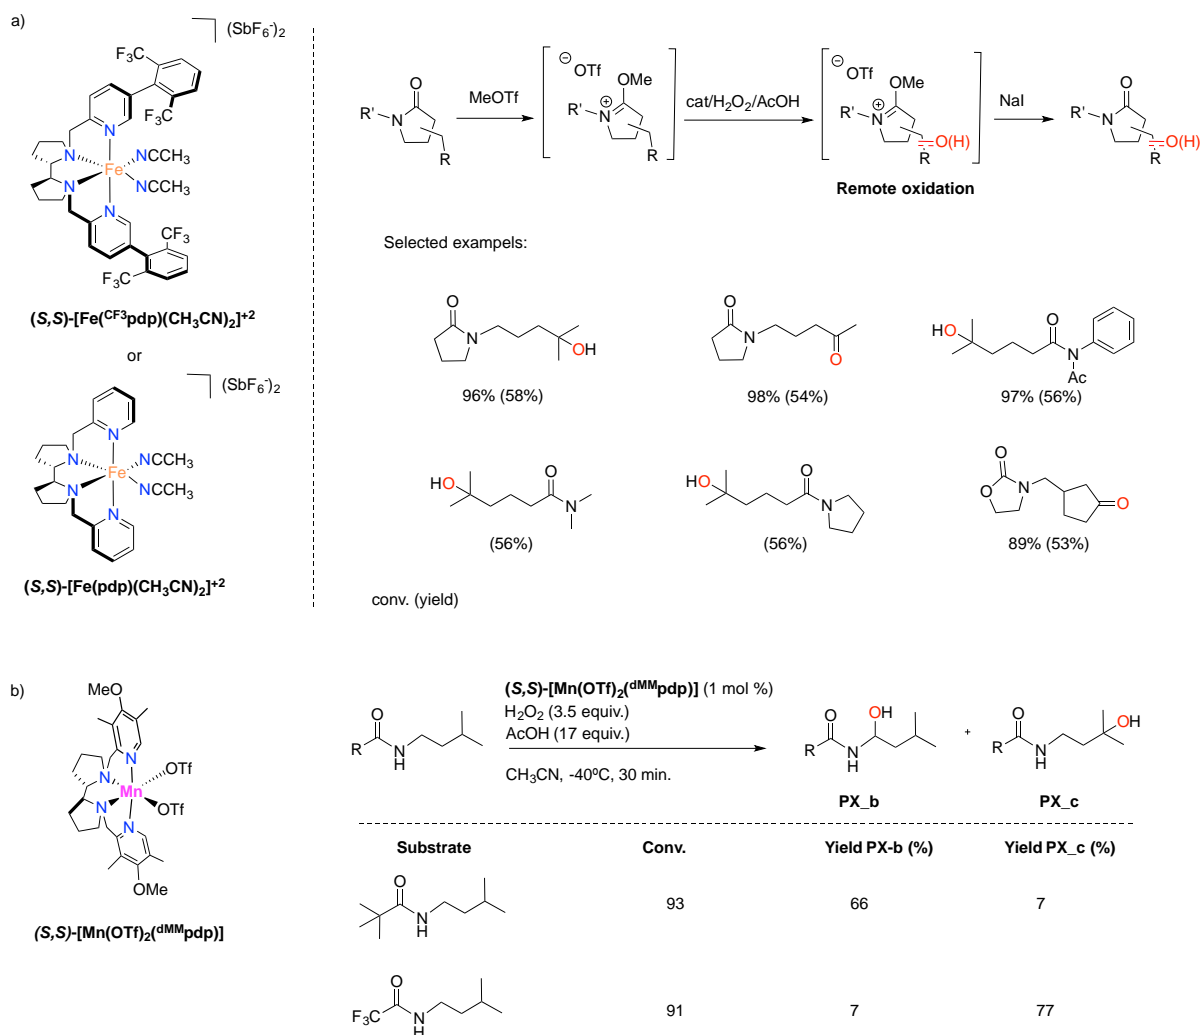 a)
(SbF₆⁻)₂
F₃C
CF₃
N
N
NCCH₃
Fe
N
NCCH₃
N
CF₃
F₃C
(S,S)-[Fe(ᶜᶠ³pdp)(CH₃CN)₂]⁺²
or
(SbF₆⁻)₂
N
N
NCCH₃
Fe
N
NCCH₃
N
(S,S)-[Fe(pdp)(CH₃CN)₂]⁺²
O
R'
N
R
MeOTf
⊖
OTf
OMe
R'
N
+
R
cat/H₂O₂/AcOH
⊖
OTf
OMe
R'
N
+
O(H)
R
NaI
O
R'
N
O(H)
R
Remote oxidation
Selected exampels:
O
N
OH
96% (58%)
O
N
O
98% (54%)
HO
O
N
Ac
97% (56%)
HO
O
N
(56%)
HO
O
N
(56%)
O
O
N
O
89% (53%)
conv. (yield)
b)
MeO
N
N
OTf
Mn
N
OTf
N
OMe
(S,S)-[Mn(OTf)₂(ᵈᴹᴹpdp)]
O
R
N
H
(S,S)-[Mn(OTf)₂(ᵈᴹᴹpdp)] (1 mol %)
H₂O₂ (3.5 equiv.)
AcOH (17 equiv.)
CH₃CN, -40ºC, 30 min.
O
OH
R
N
H
PX_b
+
O
OH
R
N
H
PX_c
Substrate Conv. Yield PX-b (%) Yield PX_c (%)
O
N
H
93 66 7
O
F₃C
N
H
91 7 77